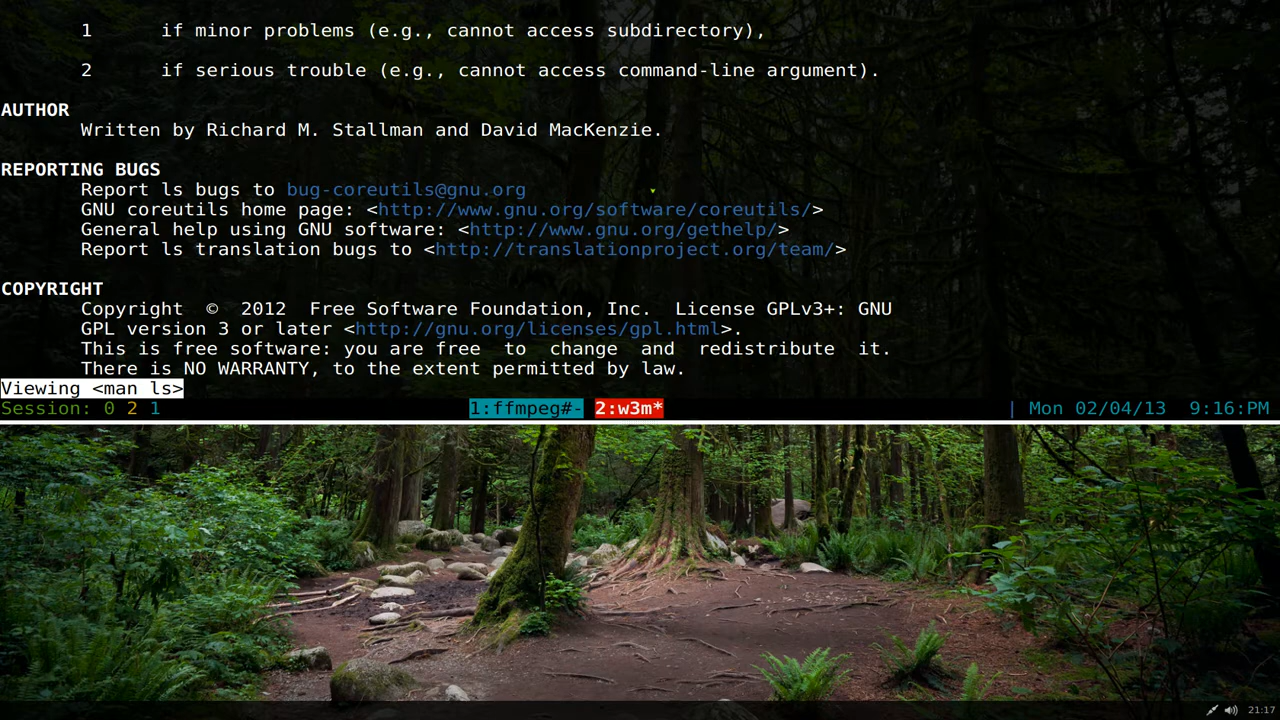 1 if minor problems (e.g., cannot access subdirectory),
2 if serious trouble (e.g., cannot access command-line argument).
AUTHOR
Written by Richard M. Stallman and David MacKenzie.
REPORTING BUGS
Report ls bugs to bug-coreutils@gnu.org
GNU coreutils home page: <http://www.gnu.org/software/coreutils/>
General help using GNU software: <http://www.gnu.org/gethelp/>
Report ls translation bugs to <http://translationproject.org/team/>
COPYRIGHT
Copyright © 2012 Free Software Foundation, Inc. License GPLv3+: GNU
GPL version 3 or later <http://gnu.org/licenses/gpl.html>.
This is free software: you are free to change and redistribute it.
There is NO WARRANTY, to the extent permitted by law.
Viewing <man ls>
Session: 0 2 1 1:ffmpeg#- 2:w3m* | Mon 02/04/13 9:16PM
21:17